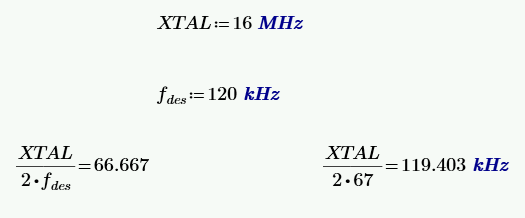 XTAL:=16 MHz
f_des:=120 kHz
XTAL/(2·f_des)=66.667
XTAL/(2·67)=119.403 kHz